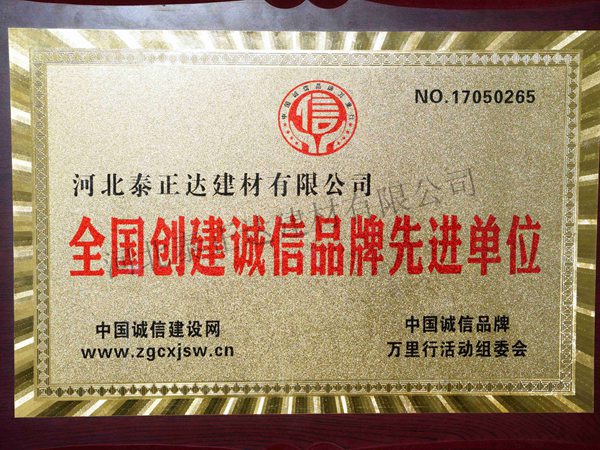 信
NO.17050265
河北泰正达建材有限公司
全国创建诚信品牌先进单位
中国诚信建设网
www.zgcxjsw.cn
中国诚信品牌
万里行活动组委会